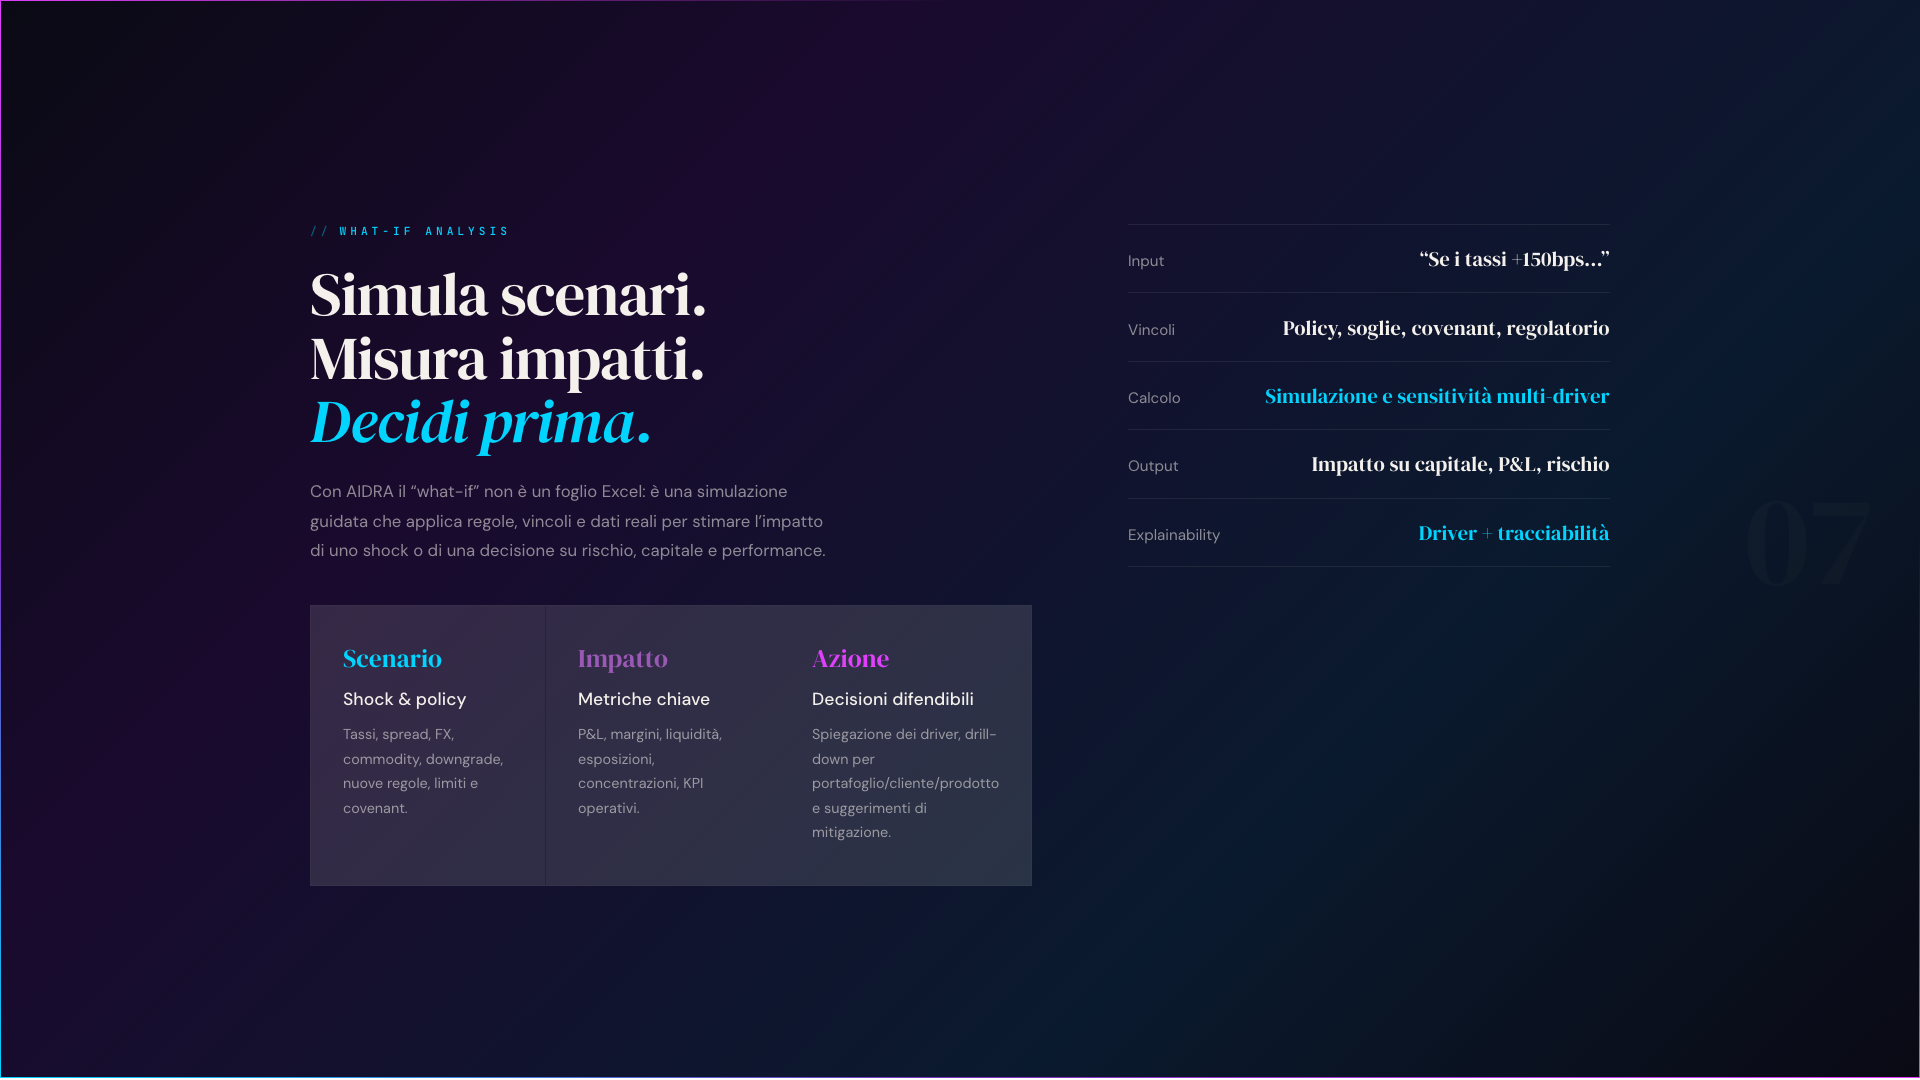 // WHAT-IF ANALYSIS
Simula scenari.
Misura impatti.
Decidi prima.
Con AIDRA il “what-if” non è un foglio Excel: è una simulazione
guidata che applica regole, vincoli e dati reali per stimare l’impatto
di uno shock o di una decisione su rischio, capitale e performance.
Scenario
Shock & policy
Tassi, spread, FX,
commodity, downgrade,
nuove regole, limiti e
covenant.
Impatto
Metriche chiave
P&L, margini, liquidità,
esposizioni,
concentrazioni, KPI
operativi.
Azione
Decisioni difendibili
Spiegazione dei driver, drill-
down per
portafoglio/cliente/prodotto
e suggerimenti di
mitigazione.
Input “Se i tassi +150bps…”
Vincoli Policy, soglie, covenant, regolatorio
Calcolo Simulazione e sensitività multi-driver
Output Impatto su capitale, P&L, rischio
Explainability Driver + tracciabilità
07